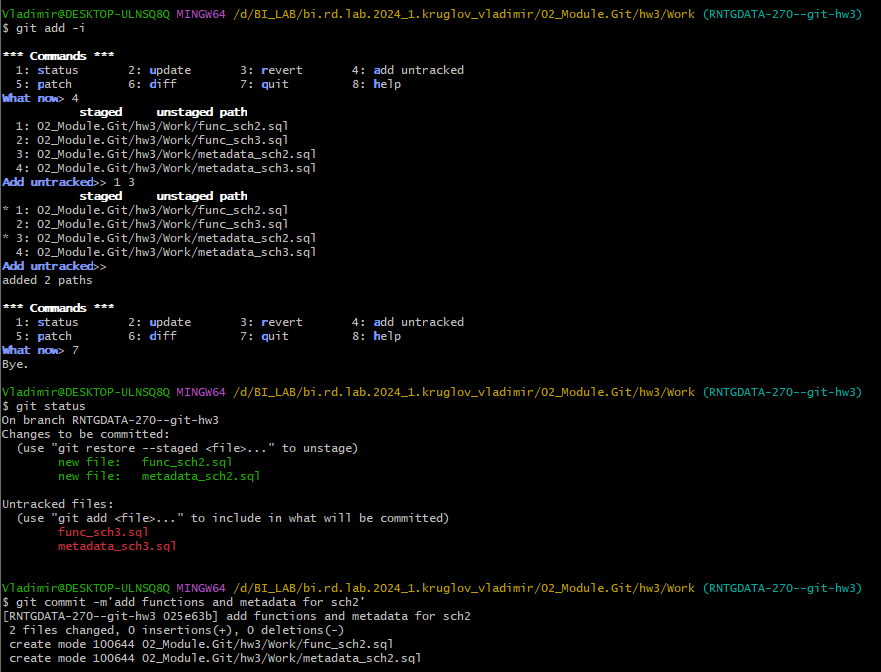 Vladimir@DESKTOP-ULNSQ8Q MINGW64 /d/BI_LAB/bi.rd.lab.2024_1.kruglov_vladimir/02_Module.Git/hw3/Work (RNTGDATA-270--git-hw3)
$ git add -i

*** Commands ***
  1: status       2: update       3: revert       4: add untracked
  5: patch        6: diff         7: quit         8: help
What now> 4
           staged     unstaged path
  1: 02_Module.Git/hw3/Work/func_sch2.sql
  2: 02_Module.Git/hw3/Work/func_sch3.sql
  3: 02_Module.Git/hw3/Work/metadata_sch2.sql
  4: 02_Module.Git/hw3/Work/metadata_sch3.sql
Add untracked>> 1 3
           staged     unstaged path
* 1: 02_Module.Git/hw3/Work/func_sch2.sql
  2: 02_Module.Git/hw3/Work/func_sch3.sql
* 3: 02_Module.Git/hw3/Work/metadata_sch2.sql
  4: 02_Module.Git/hw3/Work/metadata_sch3.sql
Add untracked>>
added 2 paths

*** Commands ***
  1: status       2: update       3: revert       4: add untracked
  5: patch        6: diff         7: quit         8: help
What now> 7
Bye.

Vladimir@DESKTOP-ULNSQ8Q MINGW64 /d/BI_LAB/bi.rd.lab.2024_1.kruglov_vladimir/02_Module.Git/hw3/Work (RNTGDATA-270--git-hw3)
$ git status
On branch RNTGDATA-270--git-hw3
Changes to be committed:
  (use "git restore --staged <file>..." to unstage)
        new file:   func_sch2.sql
        new file:   metadata_sch2.sql

Untracked files:
  (use "git add <file>..." to include in what will be committed)
        func_sch3.sql
        metadata_sch3.sql


Vladimir@DESKTOP-ULNSQ8Q MINGW64 /d/BI_LAB/bi.rd.lab.2024_1.kruglov_vladimir/02_Module.Git/hw3/Work (RNTGDATA-270--git-hw3)
$ git commit -m'add functions and metadata for sch2'
[RNTGDATA-270--git-hw3 025e63b] add functions and metadata for sch2
 2 files changed, 0 insertions(+), 0 deletions(-)
 create mode 100644 02_Module.Git/hw3/Work/func_sch2.sql
 create mode 100644 02_Module.Git/hw3/Work/metadata_sch2.sql